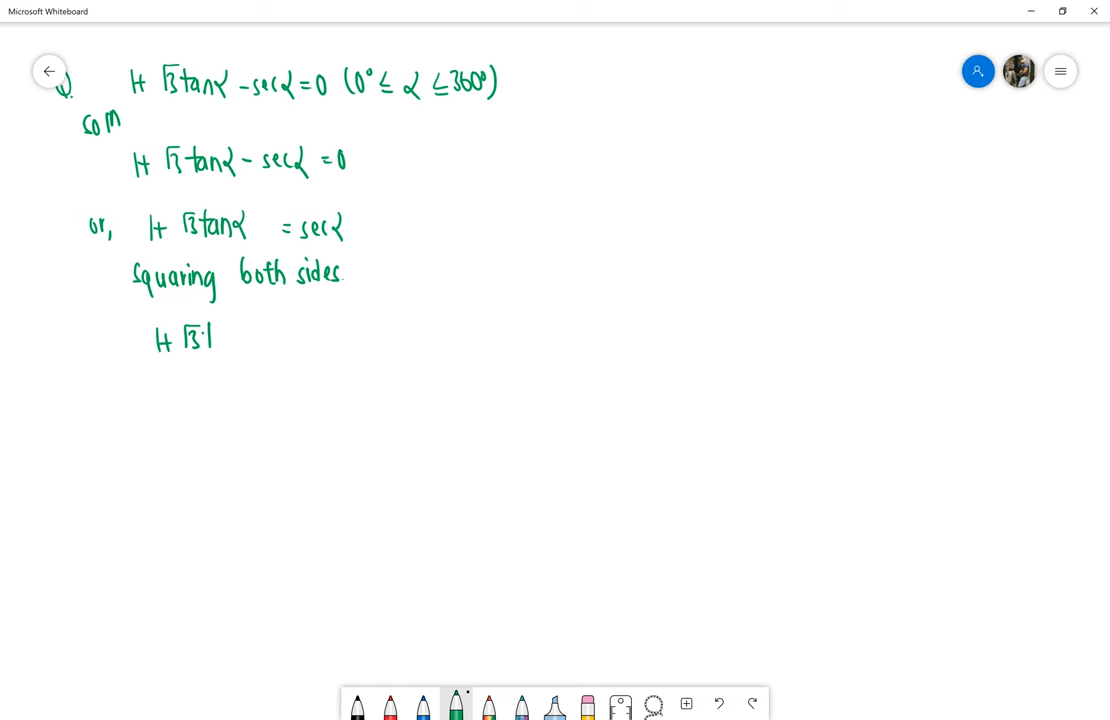 Microsoft Whiteboard
Q. 1+ √3 tanα - secα = 0 (0° ≤ α ≤ 360°)
soln
1+ √3 tanα - secα = 0
or, 1+ √3 tanα = secα
squaring both sides.
1+ √3·1